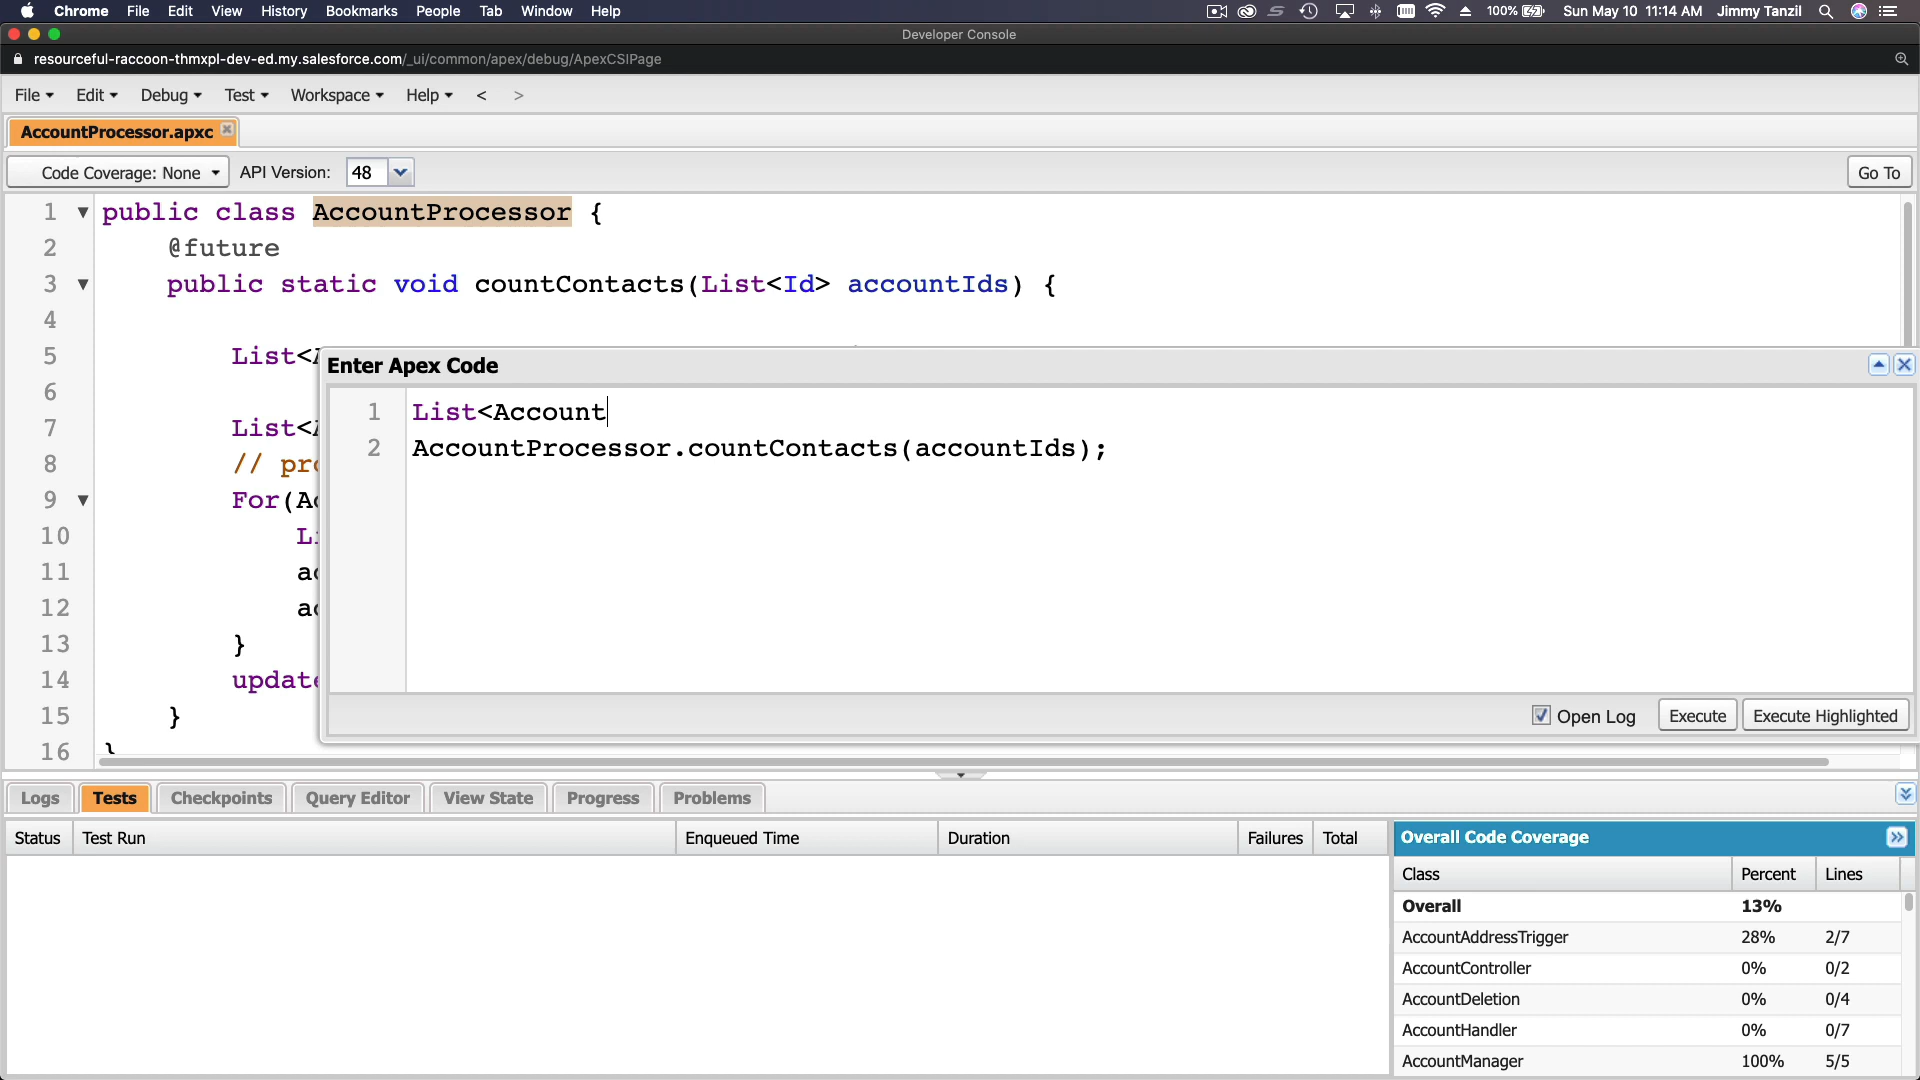 Chrome File Edit View History Bookmarks People Tab Window Help 100% Sun May 10 11:14 AM Jimmy Tanzil
Developer Console
resourceful-raccoon-thmxpl-dev-ed.my.salesforce.com/_ui/common/apex/debug/ApexCSIPage
File Edit Debug Test Workspace Help < >
AccountProcessor.apxc
Code Coverage: None API Version: 48 Go To
1 public class AccountProcessor {
2 @future
3 public static void countContacts(List<Id> accountIds) {
4
5 List<A
6
7 List<A
8 // pro
9 For(Ac
10 Li
11 ac
12 ac
13 }
14 update
15 }
16 }
Enter Apex Code
1 List<Account
2 AccountProcessor.countContacts(accountIds);
Open Log Execute Execute Highlighted
Logs Tests Checkpoints Query Editor View State Progress Problems
Status Test Run Enqueued Time Duration Failures Total
Overall Code Coverage
Class Percent Lines
Overall 13%
AccountAddressTrigger 28% 2/7
AccountController 0% 0/2
AccountDeletion 0% 0/4
AccountHandler 0% 0/7
AccountManager 100% 5/5